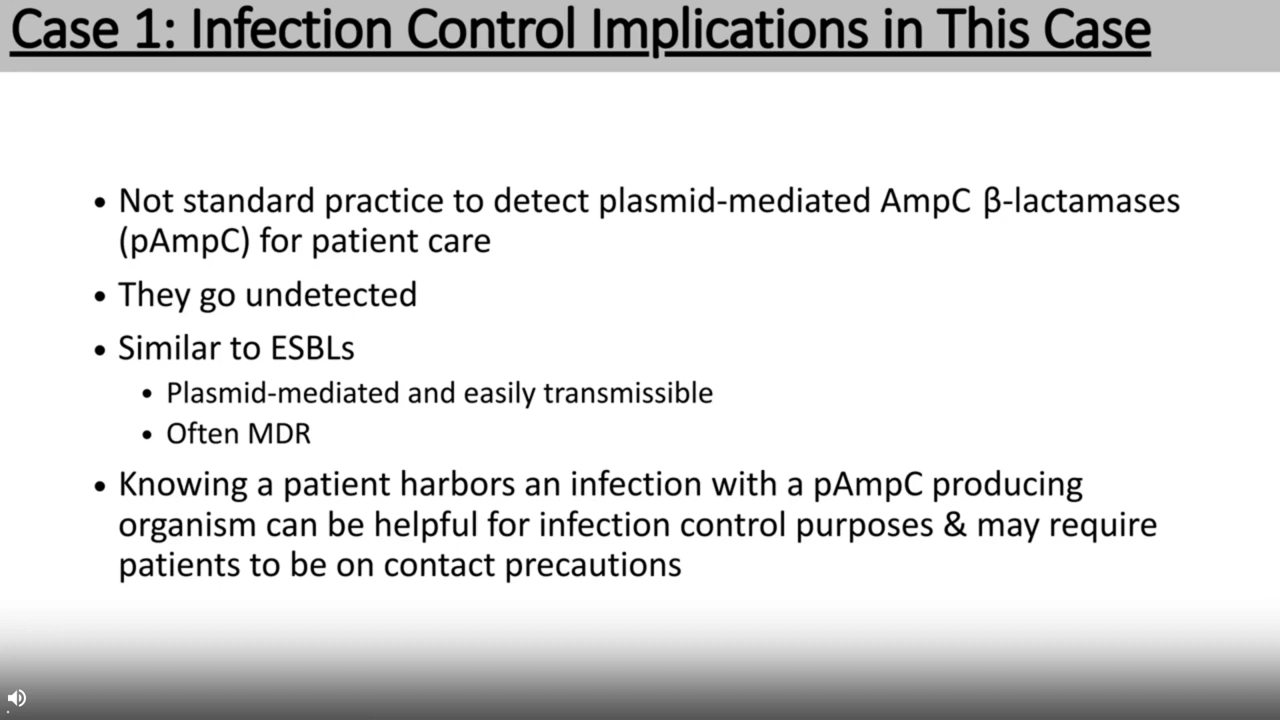 Case 1: Infection Control Implications in This Case
• Not standard practice to detect plasmid-mediated AmpC β-lactamases
(pAmpC) for patient care
• They go undetected
• Similar to ESBLs
• Plasmid-mediated and easily transmissible
• Often MDR
• Knowing a patient harbors an infection with a pAmpC producing
organism can be helpful for infection control purposes & may require
patients to be on contact precautions